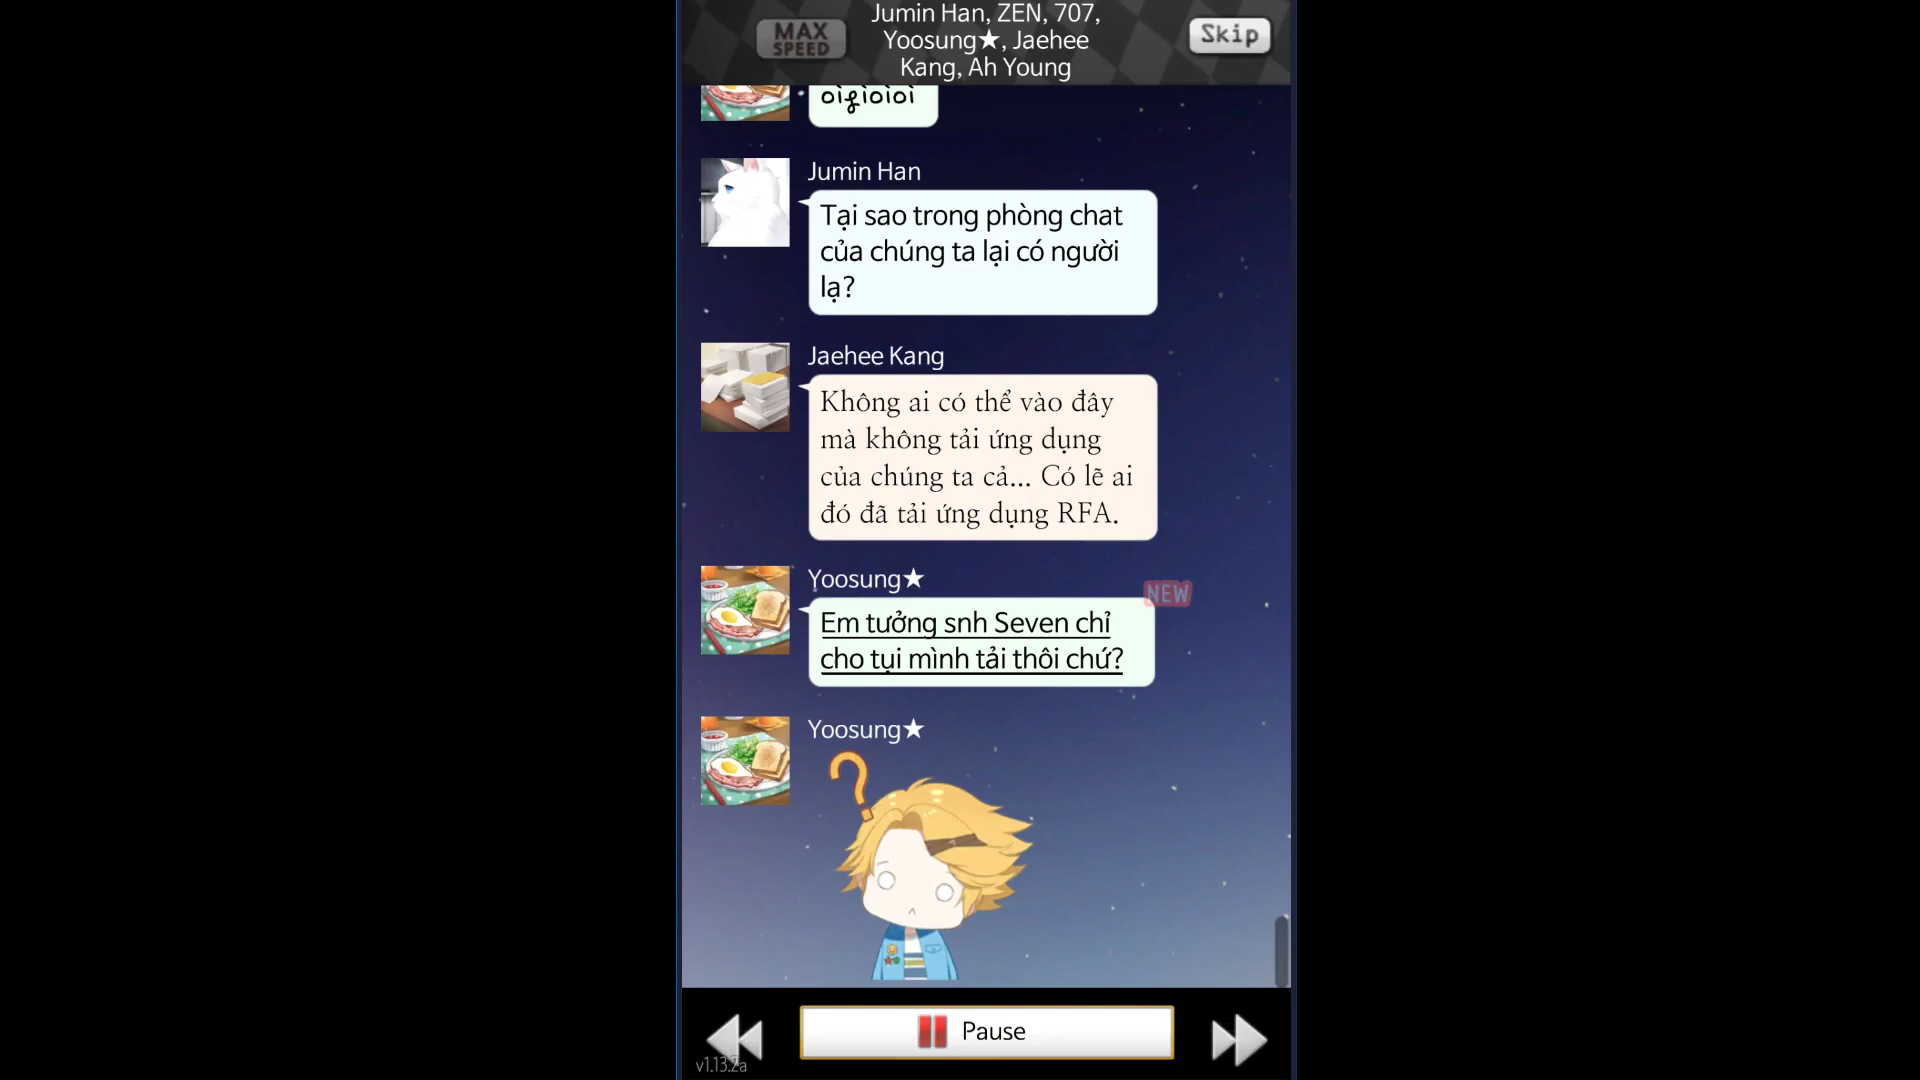 MAX
SPEED
Jumin Han, ZEN, 707,
Yoosung★, Jaehee
Kang, Ah Young
Skip
Jumin Han
Tại sao trong phòng chat
của chúng ta lại có người
lạ?
Jaehee Kang
Không ai có thể vào đây
mà không tải ứng dụng
của chúng ta cả... Có lẽ ai
đó đã tải ứng dụng RFA.
Yoosung★
NEW
Em tưởng snh Seven chỉ
cho tụi mình tải thôi chứ?
Yoosung★
?
Pause
v1.13.2a